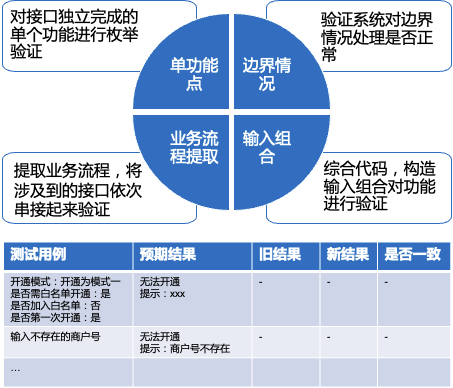 对接口独立完成的
单个功能进行枚举
验证
验证系统对边界
情况处理是否正
常
单功能
点
边界情
况
业务流
程提取
输入组
合
提取业务流程，将
涉及到的接口依次
串接起来验证
综合代码，构造
输入组合对功能
进行验证
测试用例 预期结果 旧结果 新结果 是否一致
开通模式：开通为模式一 无法开通 - - -
是否需白名单开通：是 提示：xxx
是否加入白名单：否
是否第一次开通：是
输入不存在的商户号 无法开通 - - -
提示：商户号不存在
...